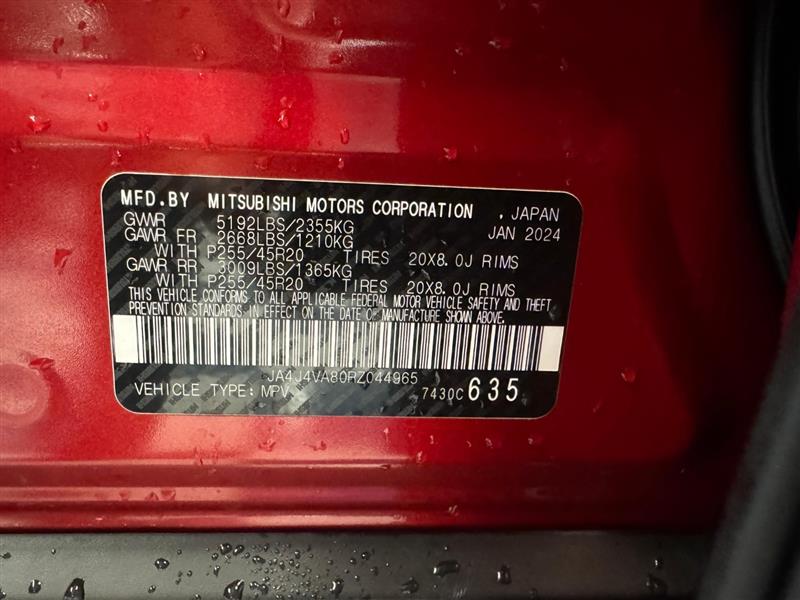 MFD.BY MITSUBISHI MOTORS CORPORATION , JAPAN
GVWR 5192LBS/2355KG JAN 2024
GAWR FR 2668LBS/1210KG
WITH P255/45R20 TIRES 20X8.0J RIMS
GAWR RR 3009LBS/1365KG
WITH P255/45R20 TIRES 20X8.0J RIMS
THIS VEHICLE CONFORMS TO ALL APPLICABLE FEDERAL MOTOR VEHICLE SAFETY AND THEFT
PREVENTION STANDARDS IN EFFECT ON THE DATE OF MANUFACTURE SHOWN ABOVE.
JA4J4VA80RZ044965
VEHICLE TYPE: MPV 7430C 635